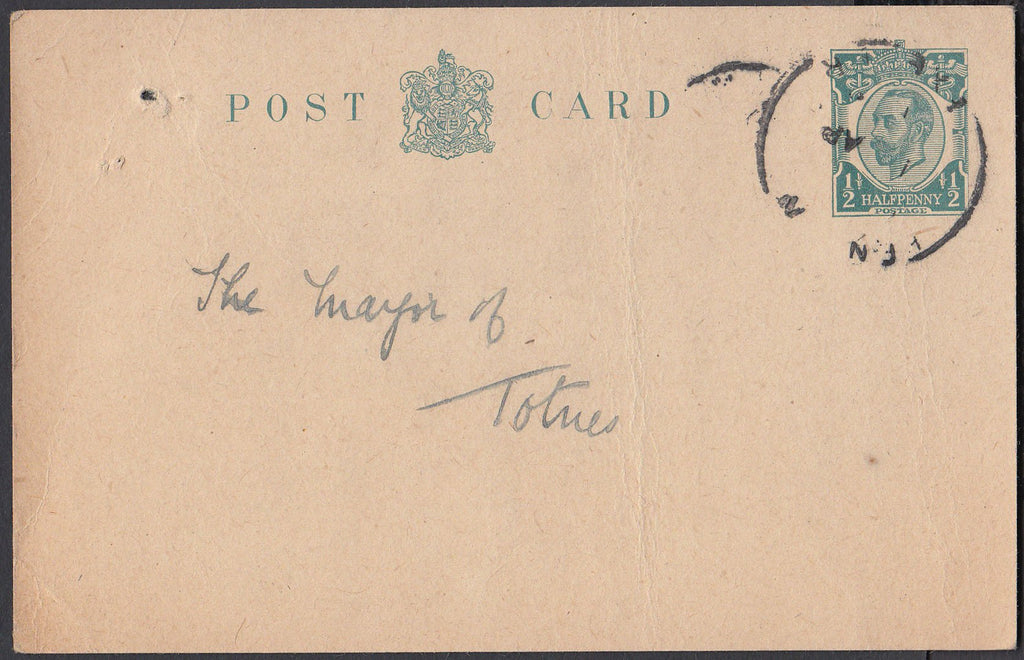 POST CARD
½ ½
HALFPENNY
POSTAGE
The Mayor of
Totnes